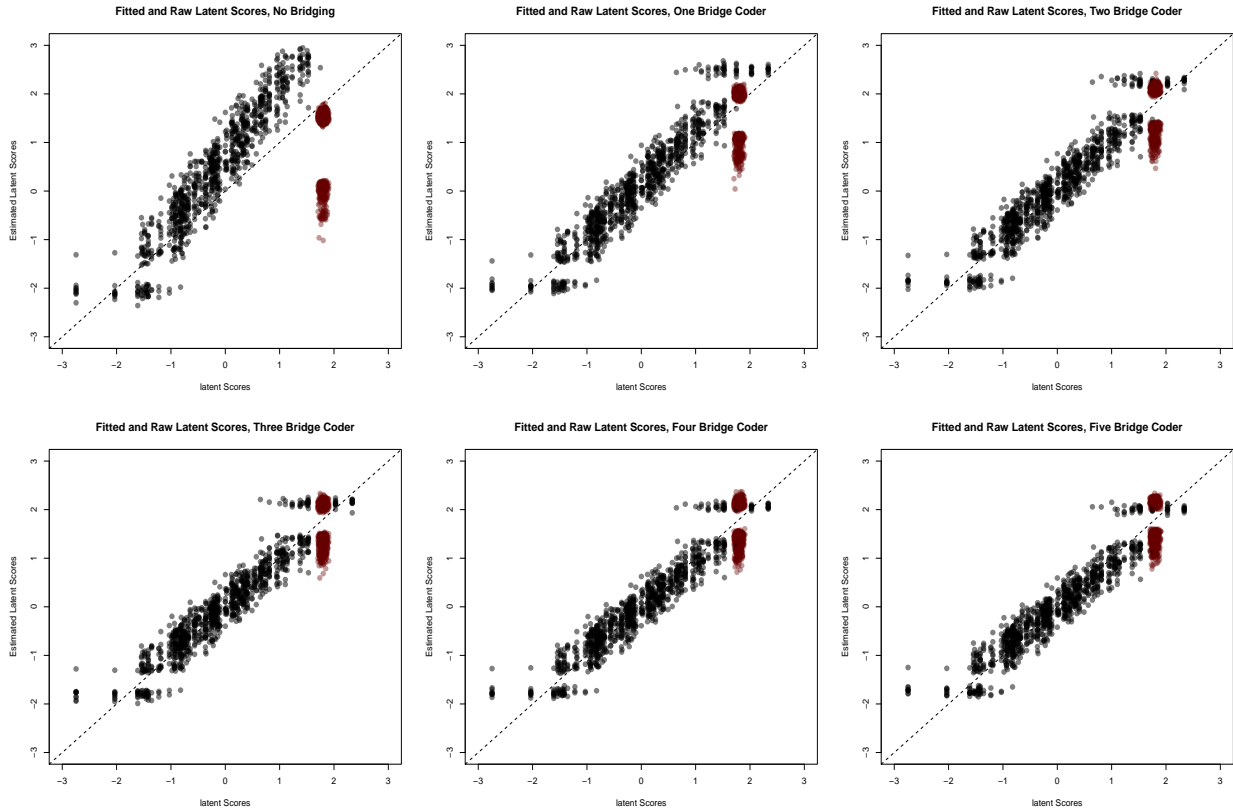 Fitted and Raw Latent Scores, No Bridging
3
2
1
0
−1
−2
−3
Estimated Latent Scores
−3 −2 −1 0 1 2 3
latent Scores
Fitted and Raw Latent Scores, One Bridge Coder
3
2
1
0
−1
−2
−3
Estimated Latent Scores
−3 −2 −1 0 1 2 3
latent Scores
Fitted and Raw Latent Scores, Two Bridge Coder
3
2
1
0
−1
−2
−3
Estimated Latent Scores
−3 −2 −1 0 1 2 3
latent Scores
Fitted and Raw Latent Scores, Three Bridge Coder
3
2
1
0
−1
−2
−3
Estimated Latent Scores
−3 −2 −1 0 1 2 3
latent Scores
Fitted and Raw Latent Scores, Four Bridge Coder
3
2
1
0
−1
−2
−3
Estimated Latent Scores
−3 −2 −1 0 1 2 3
latent Scores
Fitted and Raw Latent Scores, Five Bridge Coder
3
2
1
0
−1
−2
−3
Estimated Latent Scores
−3 −2 −1 0 1 2 3
latent Scores